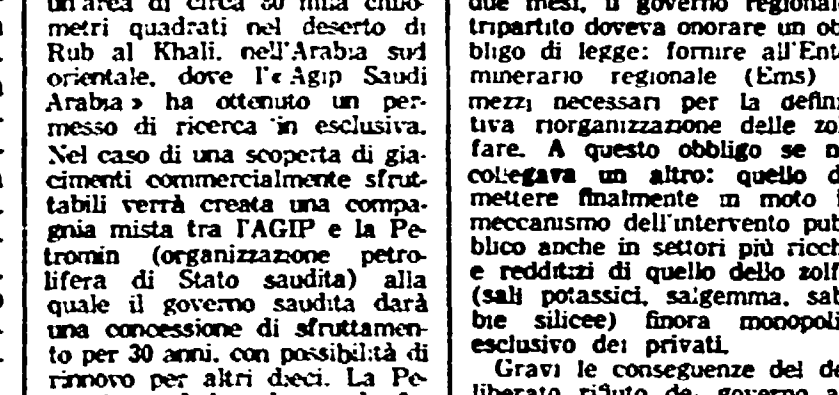 un'area di circa 80 mila chilo-
metri quadrati nel deserto di
Rub al Khali, nell'Arabia sud
orientale, dove l'« Agip Saudi
Arabia » ha ottenuto un per-
messo di ricerca in esclusiva.
Nel caso di una scoperta di gia-
cimenti commercialmente sfrut-
tabili verrà creata una compa-
gnia mista tra l'AGIP e la Pe-
tromin (organizzazione petro-
lifera di Stato saudita) alla
quale il governo saudita darà
una concessione di sfruttamen-
to per 30 anni, con possibilità di
rinnovo per altri dieci. La Pe-
due mesi, il governo regional
tripartito doveva onorare un ob
bligo di legge: fornire all'Ent
minerario regionale (Ems)
mezzi necessari per la defini
tiva riorganizzazione delle zol
fare. A questo obbligo se n
collegava un altro: quello d
mettere finalmente in moto i
meccanismo dell'intervento pub
blico anche in settori più ricch
e redditizi di quello dello zolf
(sali potassici, salgemma, sab
bie silicee) finora monopoli
esclusivo dei privati.
Gravi le conseguenze del de
liberato rifiuto del governo a